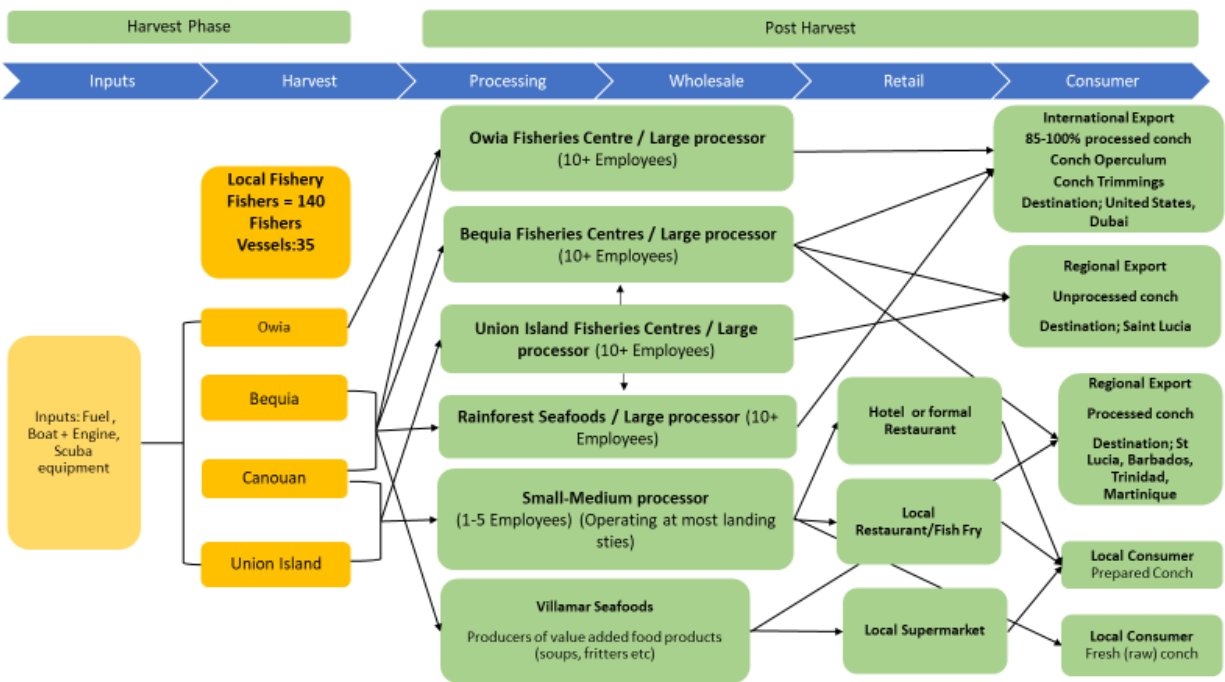 Harvest Phase
Post Harvest
Inputs
Harvest
Processing
Wholesale
Retail
Consumer
Local Fishery
Fishers = 140
Fishers
Vessels:35
Owia
Bequia
Canouan
Union Island
Inputs: Fuel ,
Boat + Engine,
Scuba
equipment
Owia Fisheries Centre / Large processor
(10+ Employees)
Bequia Fisheries Centres / Large processor
(10+ Employees)
Union Island Fisheries Centres / Large
processor (10+ Employees)
Rainforest Seafoods / Large processor (10+
Employees)
Small-Medium processor
(1-5 Employees) (Operating at most landing
sties)
Villamar Seafoods
Producers of value added food products
(soups, fritters etc)
Hotel or formal
Restaurant
Local
Restaurant/Fish Fry
Local Supermarket
International Export
85-100% processed conch
Conch Operculum
Conch Trimmings
Destination; United States,
Dubai
Regional Export
Unprocessed conch
Destination; Saint Lucia
Regional Export
Processed conch
Destination; St
Lucia, Barbados,
Trinidad,
Martinique
Local Consumer
Prepared Conch
Local Consumer
Fresh (raw) conch